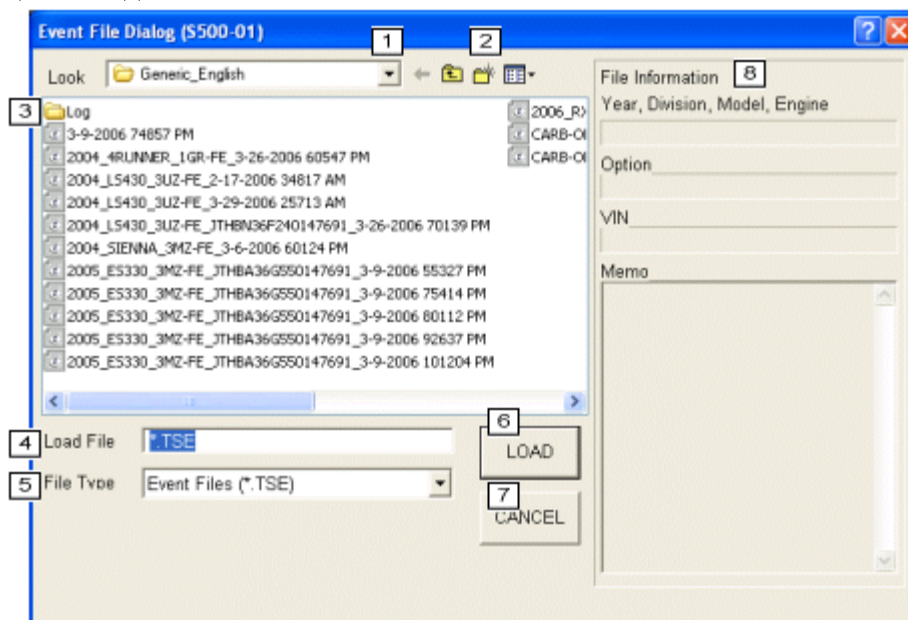 Event File Dialog (S500-01)
1
2
Look
Generic_English
File Information
8
3
Log
3-9-2006 74857 PM
2004_4RUNNER_1GR-FE_3-26-2006 60547 PM
2004_LS430_3UZ-FE_2-17-2006 34817 AM
2004_LS430_3UZ-FE_3-29-2006 25713 AM
2004_LS430_3UZ-FE_JTHBN36F240147691_3-26-2006 70139 PM
2004_SIENNA_3MZ-FE_3-6-2006 60124 PM
2005_ES330_3MZ-FE_JTHBA36G550147691_3-9-2006 55327 PM
2005_ES330_3MZ-FE_JTHBA36G550147691_3-9-2006 75414 PM
2005_ES330_3MZ-FE_JTHBA36G550147691_3-9-2006 80112 PM
2005_ES330_3MZ-FE_JTHBA36G550147691_3-9-2006 92637 PM
2005_ES330_3MZ-FE_JTHBA36G550147691_3-9-2006 101204 PM
Year, Division, Model, Engine
Option
VIN
Memo
4
Load File
*.TSE
6
LOAD
5
File Type
Event Files (*.TSE)
7
CANCEL